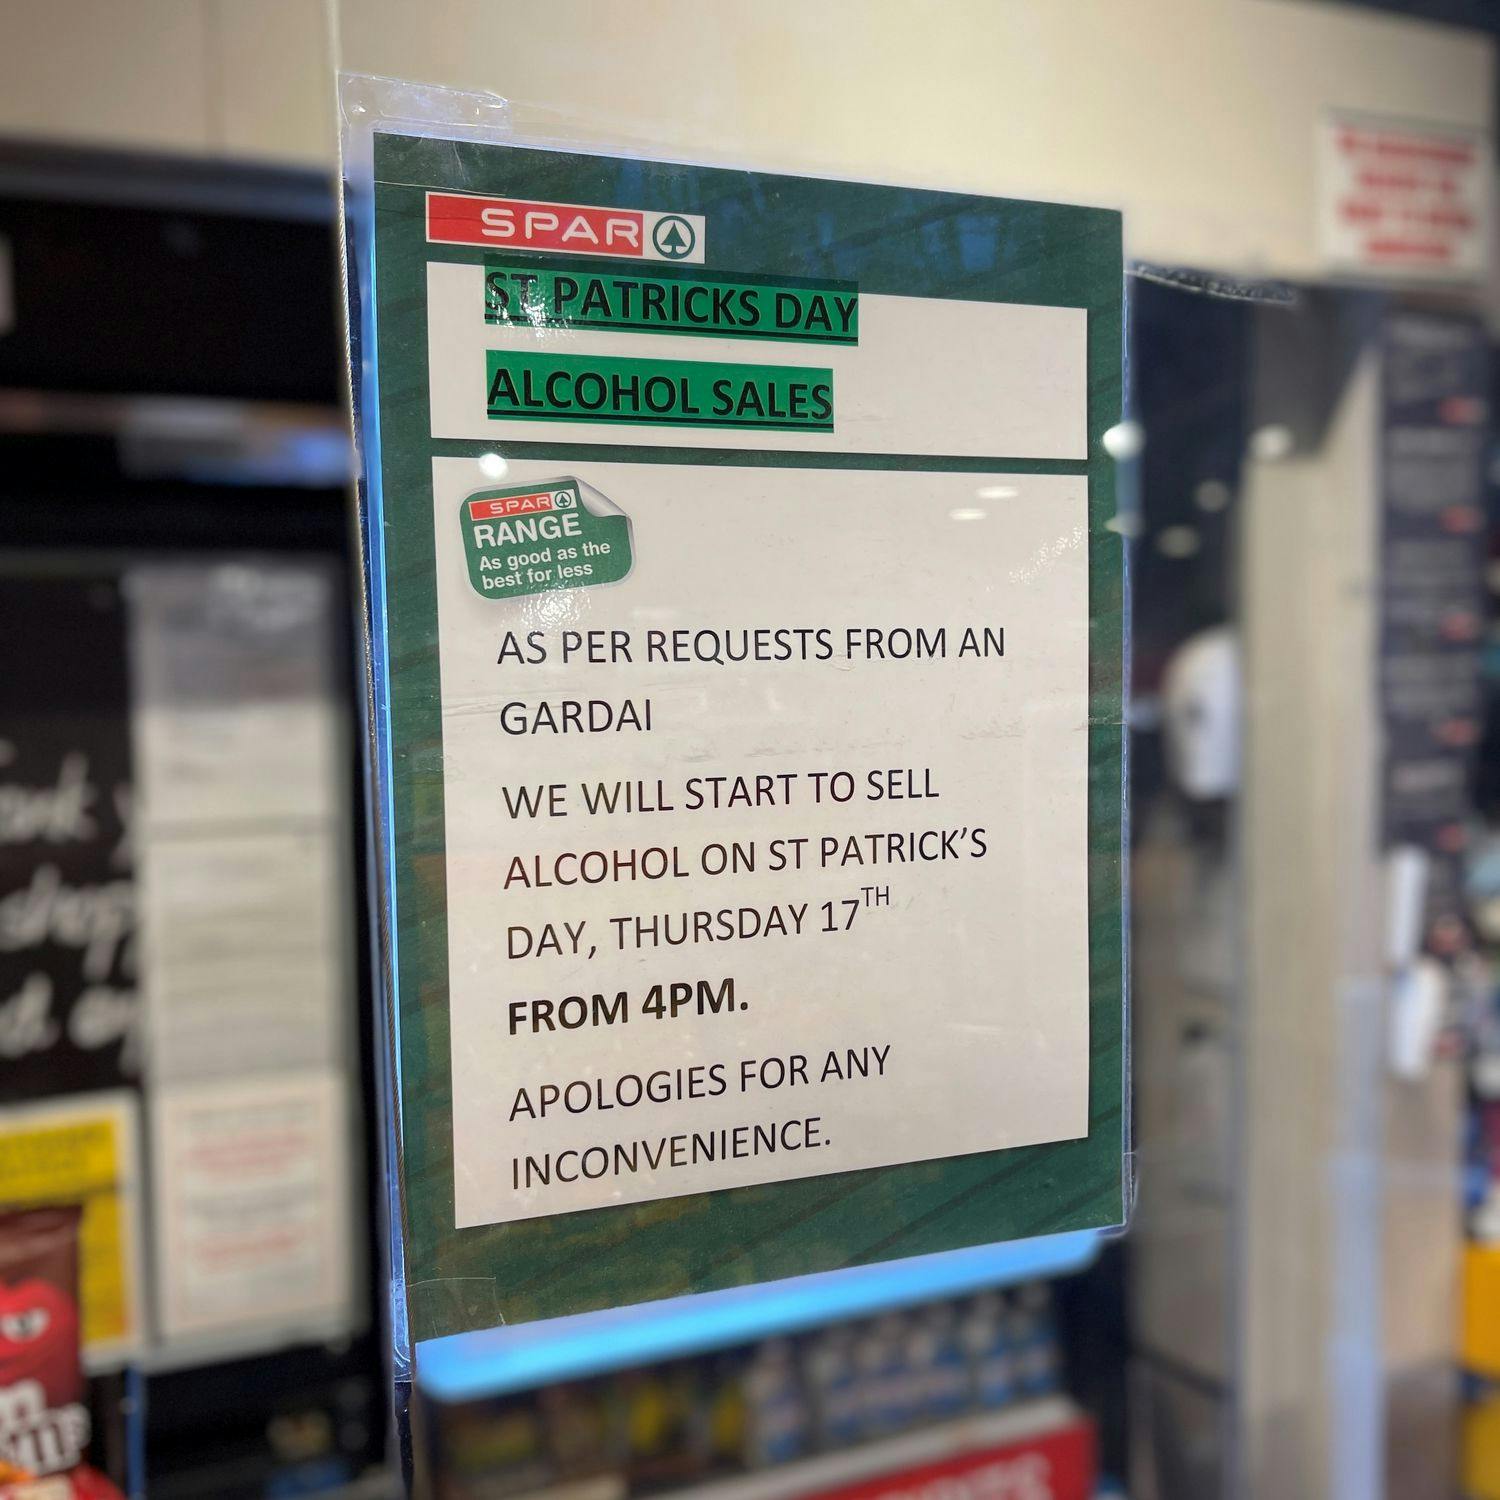 SPAR
ST PATRICKS DAY
ALCOHOL SALES
SPAR
RANGE
As good as the
best for less
AS PER REQUESTS FROM AN
GARDAI
WE WILL START TO SELL
ALCOHOL ON ST PATRICK'S
DAY, THURSDAY 17TH
FROM 4PM.
APOLOGIES FOR ANY
INCONVENIENCE.